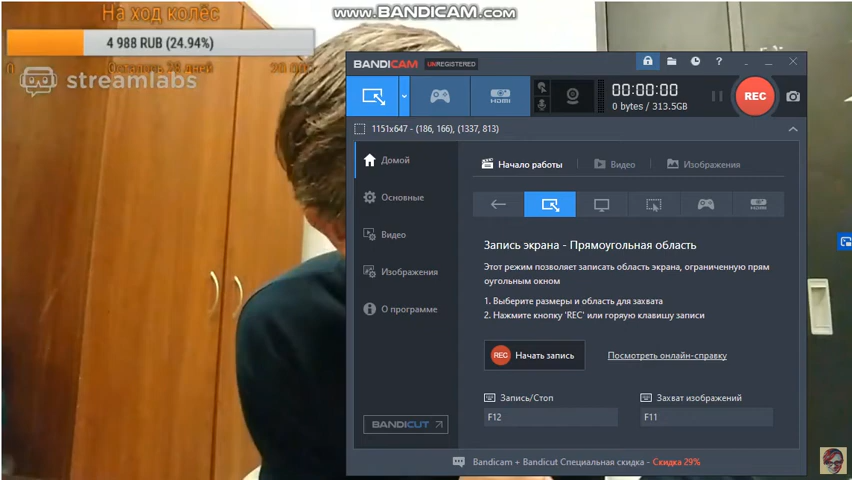 www.BANDICAM.com
На ход колёс
4 988 RUB (24.94%)
0
Осталось 28 дней
streamlabs
BANDICAM UNREGISTERED
HDMI
00:00:00
0 bytes / 313.5GB
REC
1151x647 - (186, 166), (1337, 813)
Домой
Основные
Видео
Изображения
О программе
BANDICUT
Начало работы
Видео
Изображения
HDMI
Запись экрана - Прямоугольная область
Этот режим позволяет записать область экрана, ограниченную прям
оугольным окном
1. Выберите размеры и область для захвата
2. Нажмите кнопку 'REC' или горяую клавишу записи
REC Начать запись
Посмотреть онлайн-справку
Запись/Стоп
F12
Захват изображений
F11
Bandicam + Bandicut Специальная скидка - Скидка 29%